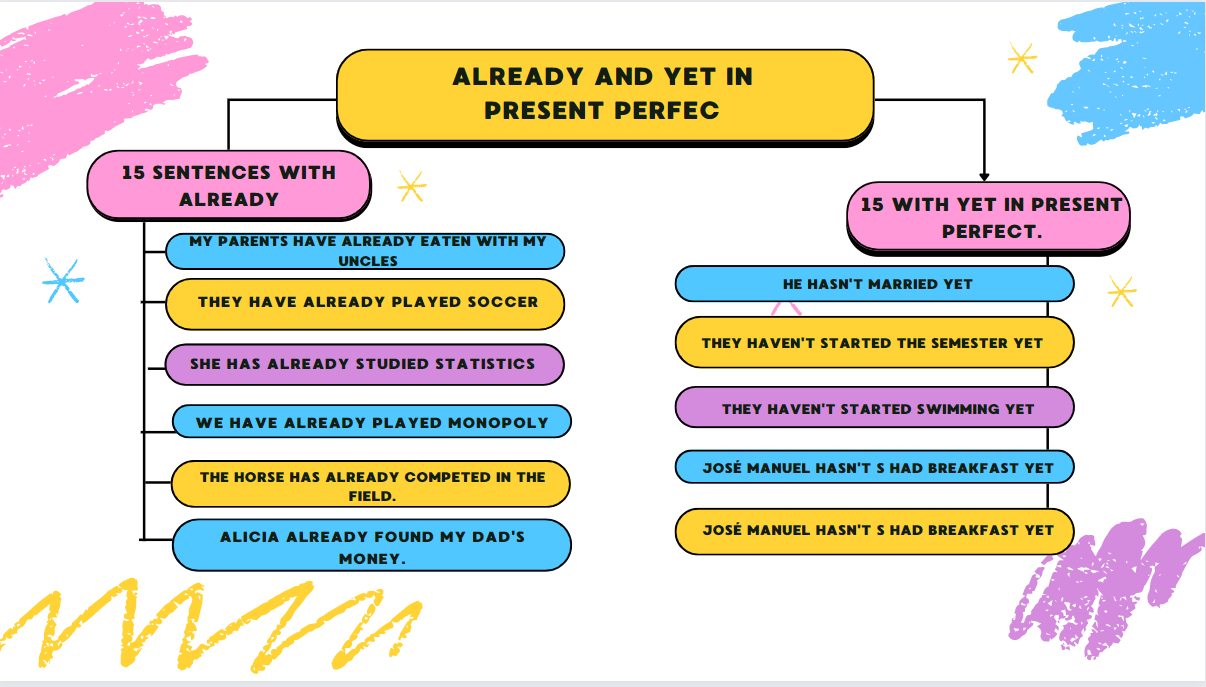 ALREADY AND YET IN
PRESENT PERFEC
15 SENTENCES WITH
ALREADY
MY PARENTS HAVE ALREADY EATEN WITH MY
UNCLES
THEY HAVE ALREADY PLAYED SOCCER
SHE HAS ALREADY STUDIED STATISTICS
WE HAVE ALREADY PLAYED MONOPOLY
THE HORSE HAS ALREADY COMPETED IN THE
FIELD.
ALICIA ALREADY FOUND MY DAD'S
MONEY.
15 WITH YET IN PRESENT
PERFECT.
HE HASN'T MARRIED YET
THEY HAVEN'T STARTED THE SEMESTER YET
THEY HAVEN'T STARTED SWIMMING YET
JOSÉ MANUEL HASN'T S HAD BREAKFAST YET
JOSÉ MANUEL HASN'T S HAD BREAKFAST YET